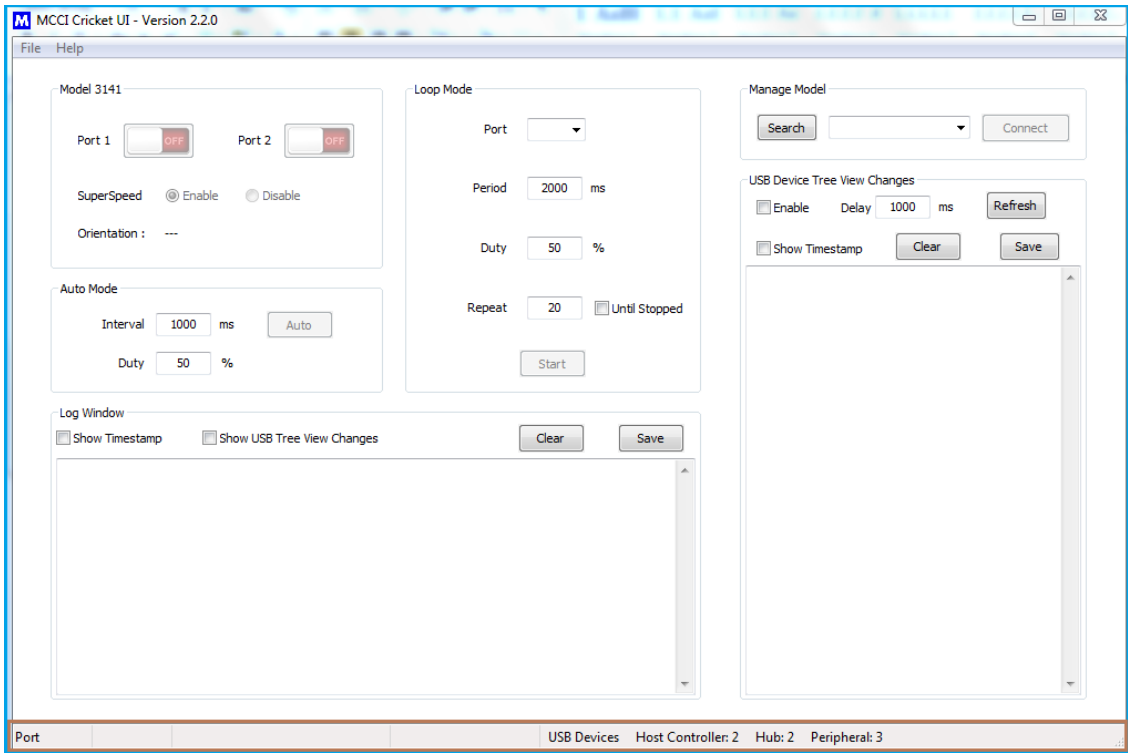 MCCI Cricket UI - Version 2.2.0
File Help
Model 3141
Port 1 OFF Port 2 OFF
SuperSpeed Enable Disable
Orientation : ---
Auto Mode
Interval 1000 ms Auto
Duty 50 %
Loop Mode
Port
Period 2000 ms
Duty 50 %
Repeat 20 Until Stopped
Start
Manage Model
Search Connect
USB Device Tree View Changes
Enable Delay 1000 ms Refresh
Show Timestamp Clear Save
Log Window
Show Timestamp Show USB Tree View Changes Clear Save
Port USB Devices Host Controller: 2 Hub: 2 Peripheral: 3